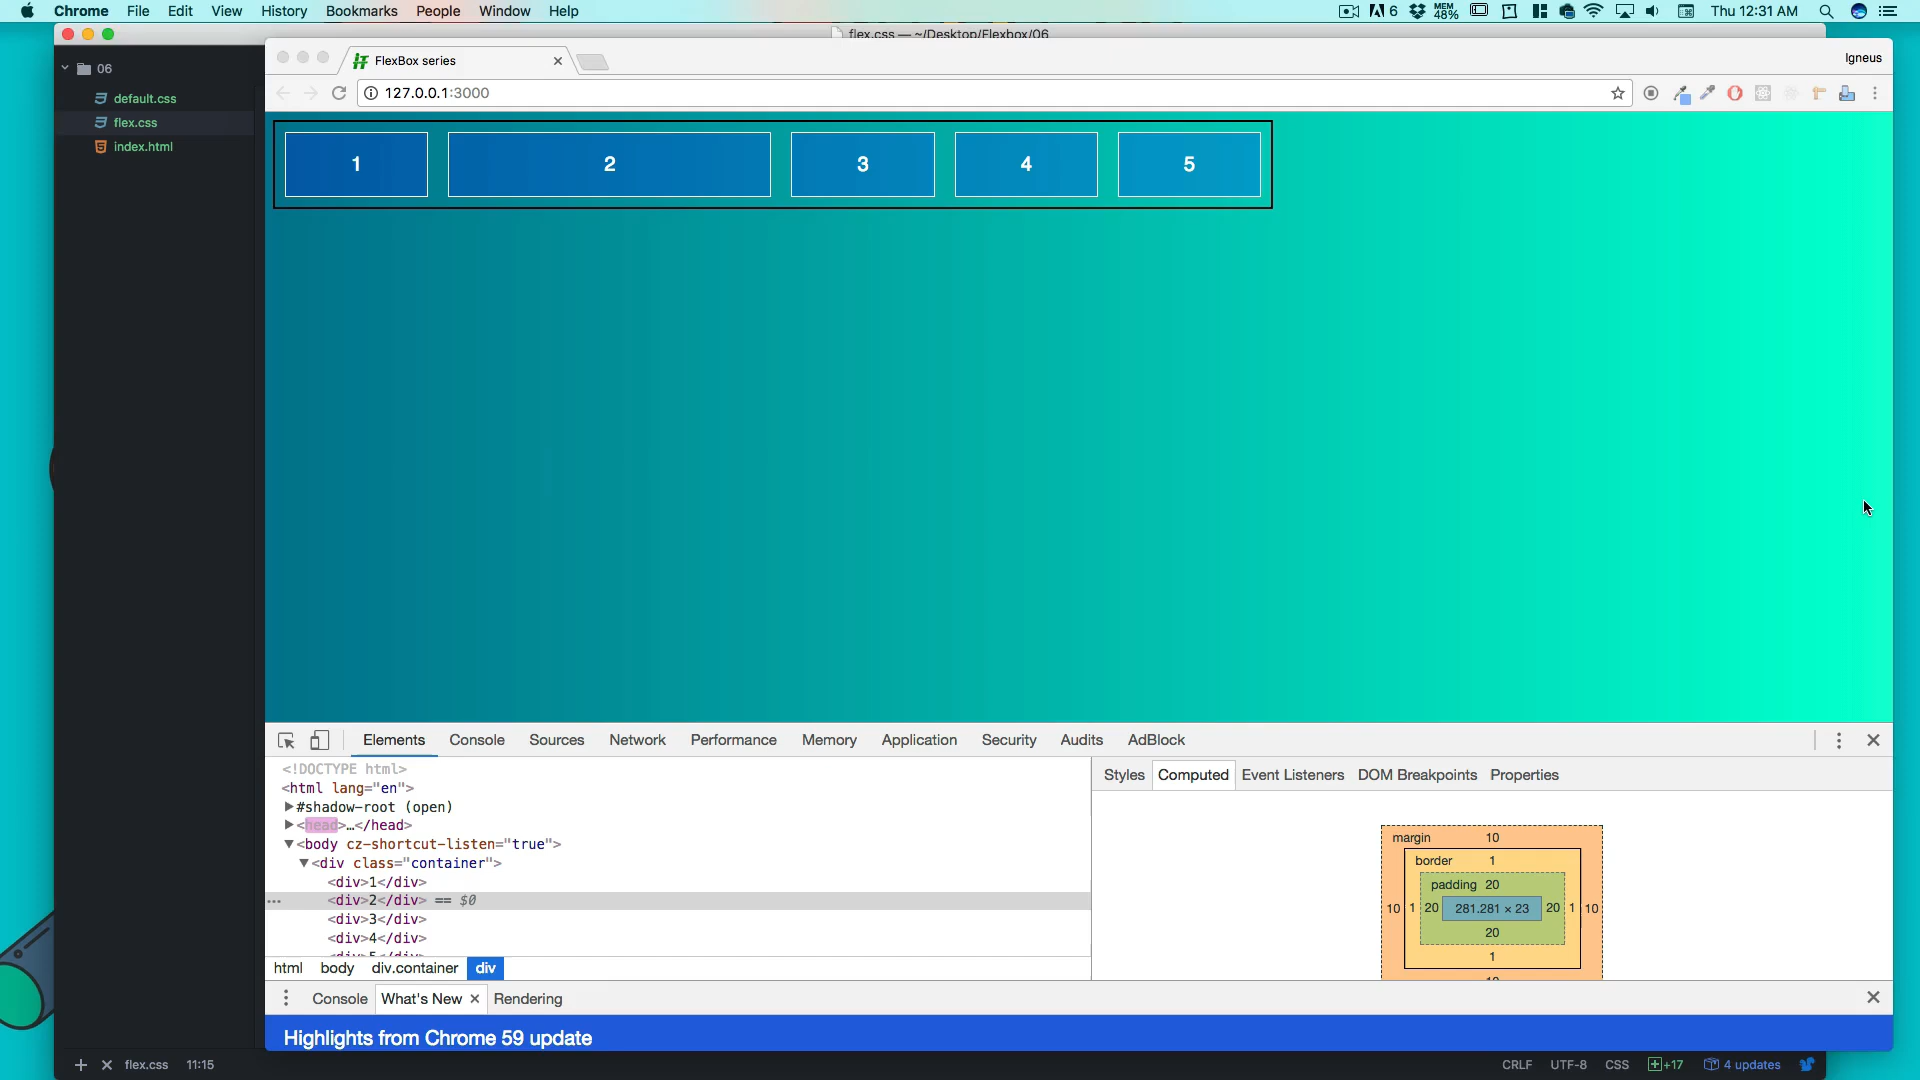 Chrome File Edit View History Bookmarks People Window Help 6 MEM 48% Thu 12:31 AM
flex.css — ~/Desktop/Flexbox/06
06
default.css
flex.css
index.html
FlexBox series
Igneus
127.0.0.1:3000
1 2 3 4 5
Elements Console Sources Network Performance Memory Application Security Audits AdBlock
<!DOCTYPE html>
<html lang="en">
#shadow-root (open)
<head>…</head>
<body cz-shortcut-listen="true">
<div class="container">
<div>1</div>
<div>2</div> == $0
<div>3</div>
<div>4</div>
html body div.container div
Styles Computed Event Listeners DOM Breakpoints Properties
margin 10
border 1
padding 20
10 1 20 281.281 × 23 20 1 10
20
1
Console What's New Rendering
Highlights from Chrome 59 update
flex.css 11:15 CRLF UTF-8 CSS +17 4 updates